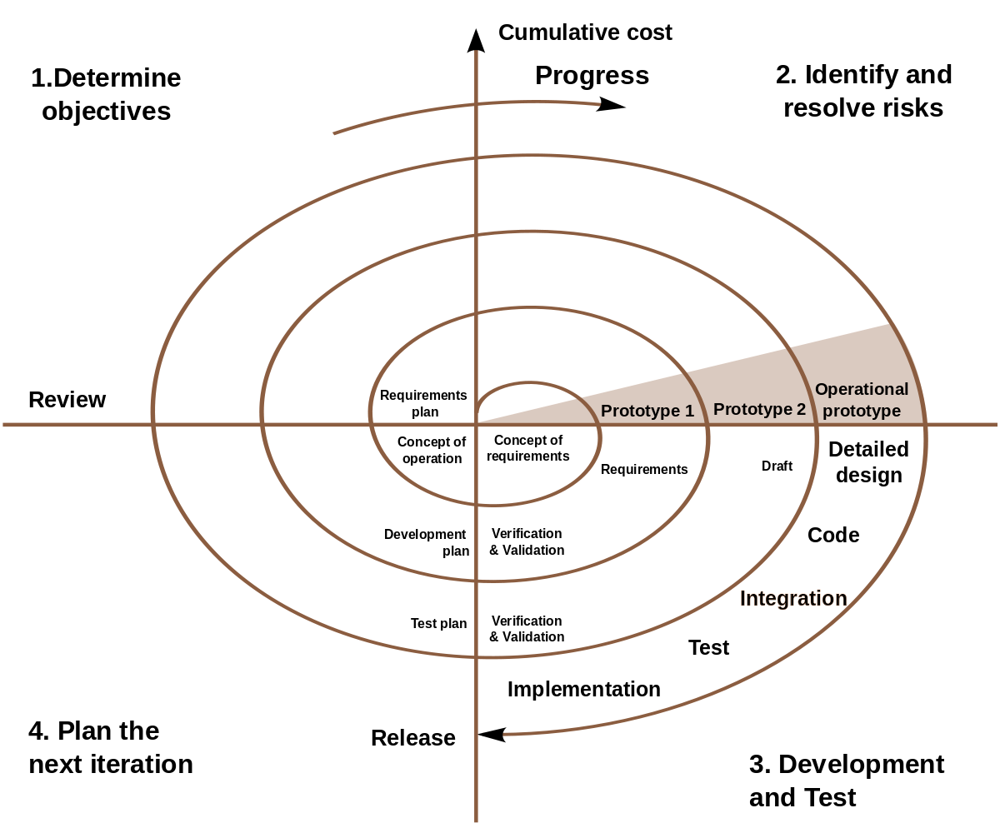 Cumulative cost
Progress
1.Determine
objectives
2. Identify and
resolve risks
Review
Requirements
plan
Prototype 1
Prototype 2
Operational
prototype
Concept of
operation
Concept of
requirements
Requirements
Draft
Detailed
design
Development
plan
Verification
& Validation
Code
Integration
Test plan
Verification
& Validation
Test
Implementation
Release
4. Plan the
next iteration
3. Development
and Test